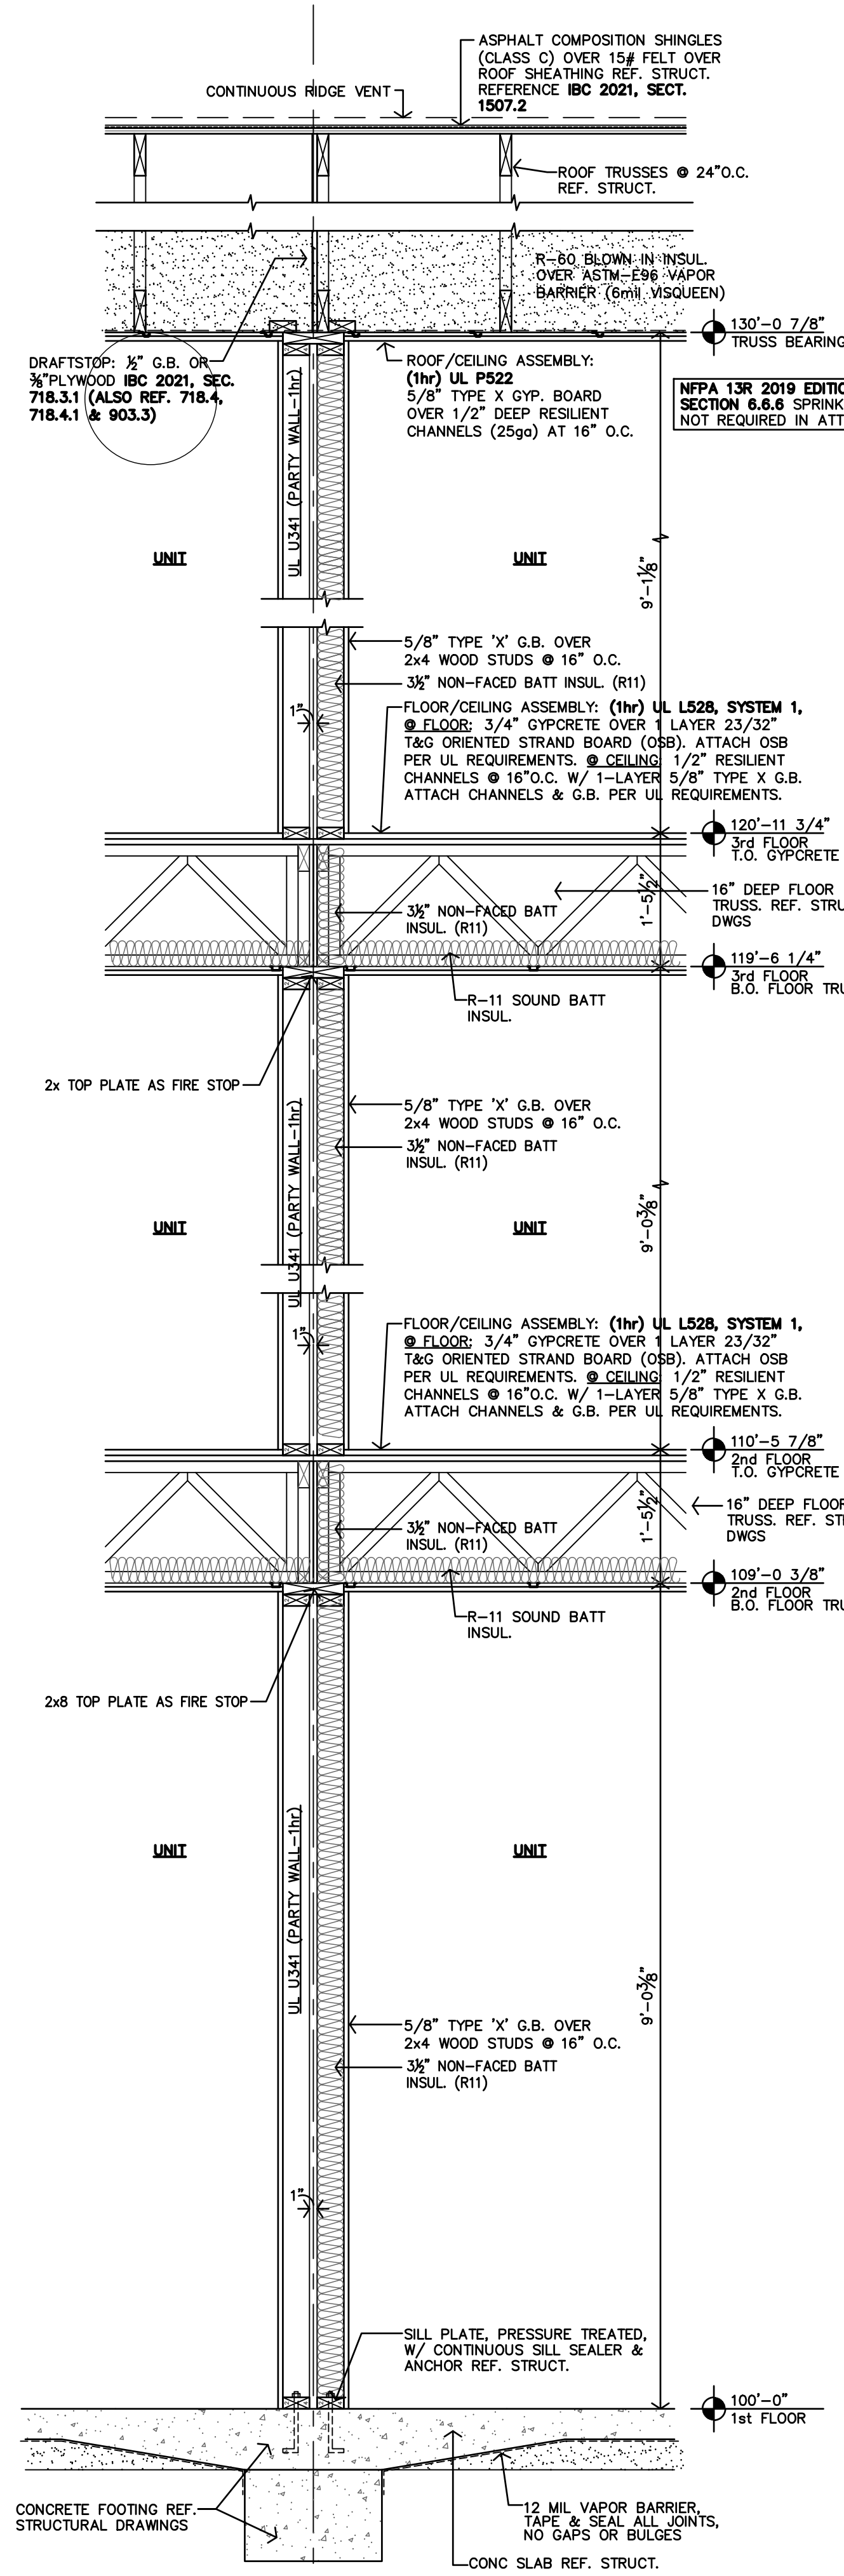 ASPHALT COMPOSITION SHINGLES
(CLASS C) OVER 15# FELT OVER
ROOF SHEATHING REF. STRUCT.
REFERENCE IBC 2021, SECT.
1507.2
CONTINUOUS RIDGE VENT
ROOF TRUSSES @ 24"O.C.
REF. STRUCT.
R-60 BLOWN IN INSUL.
OVER ASTM-E96 VAPOR
BARRIER (6mil VISQUEEN)
130'-0 7/8"
TRUSS BEARING
DRAFTSTOP: ½" G.B. OR
⅜"PLYWOOD IBC 2021, SEC.
718.3.1 (ALSO REF. 718.4,
718.4.1 & 903.3)
ROOF/CEILING ASSEMBLY:
(1hr) UL P522
5/8" TYPE X GYP. BOARD
OVER 1/2" DEEP RESILIENT
CHANNELS (25ga) AT 16" O.C.
NFPA 13R 2019 EDITIO
SECTION 6.6.6 SPRINK
NOT REQUIRED IN ATT
UL U341 (PARTY WALL-1hr)
UNIT
UNIT
9'-1⅛"
5/8" TYPE 'X' G.B. OVER
2x4 WOOD STUDS @ 16" O.C.
3½" NON-FACED BATT INSUL. (R11)
1"
FLOOR/CEILING ASSEMBLY: (1hr) UL L528, SYSTEM 1,
@ FLOOR: 3/4" GYPCRETE OVER 1 LAYER 23/32"
T&G ORIENTED STRAND BOARD (OSB). ATTACH OSB
PER UL REQUIREMENTS. @ CEILING: 1/2" RESILIENT
CHANNELS @ 16"O.C. W/ 1-LAYER 5/8" TYPE X G.B.
ATTACH CHANNELS & G.B. PER UL REQUIREMENTS.
120'-11 3/4"
3rd FLOOR
T.O. GYPCRETE
1'-5½"
16" DEEP FLOOR
TRUSS. REF. STRU
DWGS
3½" NON-FACED BATT
INSUL. (R11)
119'-6 1/4"
3rd FLOOR
B.O. FLOOR TRU
R-11 SOUND BATT
INSUL.
2x TOP PLATE AS FIRE STOP
5/8" TYPE 'X' G.B. OVER
2x4 WOOD STUDS @ 16" O.C.
3½" NON-FACED BATT
INSUL. (R11)
UL U341 (PARTY WALL-1hr)
UNIT
UNIT
9'-0⅜"
1"
FLOOR/CEILING ASSEMBLY: (1hr) UL L528, SYSTEM 1,
@ FLOOR: 3/4" GYPCRETE OVER 1 LAYER 23/32"
T&G ORIENTED STRAND BOARD (OSB). ATTACH OSB
PER UL REQUIREMENTS. @ CEILING: 1/2" RESILIENT
CHANNELS @ 16"O.C. W/ 1-LAYER 5/8" TYPE X G.B.
ATTACH CHANNELS & G.B. PER UL REQUIREMENTS.
110'-5 7/8"
2nd FLOOR
T.O. GYPCRETE
1'-5½"
16" DEEP FLOOR
TRUSS. REF. STR
DWGS
3½" NON-FACED BATT
INSUL. (R11)
109'-0 3/8"
2nd FLOOR
B.O. FLOOR TRU
R-11 SOUND BATT
INSUL.
2x8 TOP PLATE AS FIRE STOP
UL U341 (PARTY WALL-1hr)
UNIT
UNIT
9'-0⅜"
5/8" TYPE 'X' G.B. OVER
2x4 WOOD STUDS @ 16" O.C.
3½" NON-FACED BATT
INSUL. (R11)
1"
SILL PLATE, PRESSURE TREATED,
W/ CONTINUOUS SILL SEALER &
ANCHOR REF. STRUCT.
100'-0"
1st FLOOR
CONCRETE FOOTING REF.
STRUCTURAL DRAWINGS
12 MIL VAPOR BARRIER,
TAPE & SEAL ALL JOINTS,
NO GAPS OR BULGES
CONC SLAB REF. STRUCT.